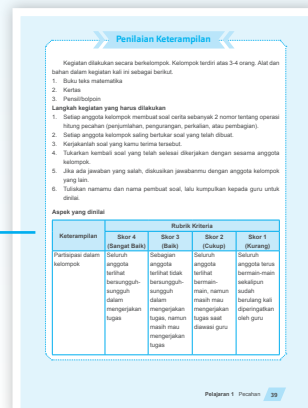 Penilaian Keterampilan
Kegiatan dilakukan secara berkelompok. Kelompok terdiri atas 3-4 orang. Alat dan
bahan dalam kegiatan kali ini sebagai berikut.
1. Buku teks matematika
2. Kertas
3. Pensil/bolpoin
Langkah kegiatan yang harus dilakukan
1. Setiap anggota kelompok membuat soal cerita sebanyak 2 nomor tentang operasi
hitung pecahan (penjumlahan, pengurangan, perkalian, atau pembagian).
2. Setiap anggota kelompok saling bertukar soal yang telah dibuat.
3. Kerjakanlah soal yang kamu terima tersebut.
4. Tukarkan kembali soal yang telah selesai dikerjakan dengan sesama anggota
kelompok.
5. Jika ada jawaban yang salah, diskusikan jawabanmu dengan anggota kelompok
yang lain.
6. Tuliskan namamu dan nama pembuat soal, lalu kumpulkan kepada guru untuk
dinilai.
Aspek yang dinilai
Keterampilan
Rubrik Kriteria
Skor 4
(Sangat Baik)
Skor 3
(Baik)
Skor 2
(Cukup)
Skor 1
(Kurang)
Partisipasi dalam
kelompok
Seluruh
anggota
terlihat
bersungguh-
sungguh
dalam
mengerjakan
tugas
Sebagian
anggota
terlihat tidak
bersungguh-
sungguh
dalam
mengerjakan
tugas, namun
masih mau
mengerjakan
tugas
Seluruh
anggota
terlihat
bermain-
main, namun
masih mau
mengerjakan
tugas saat
diawasi guru
Seluruh
anggota terus
bermain-main
sekalipun
sudah
berulang kali
diperingatkan
oleh guru
Pelajaran 1 Pecahan 39